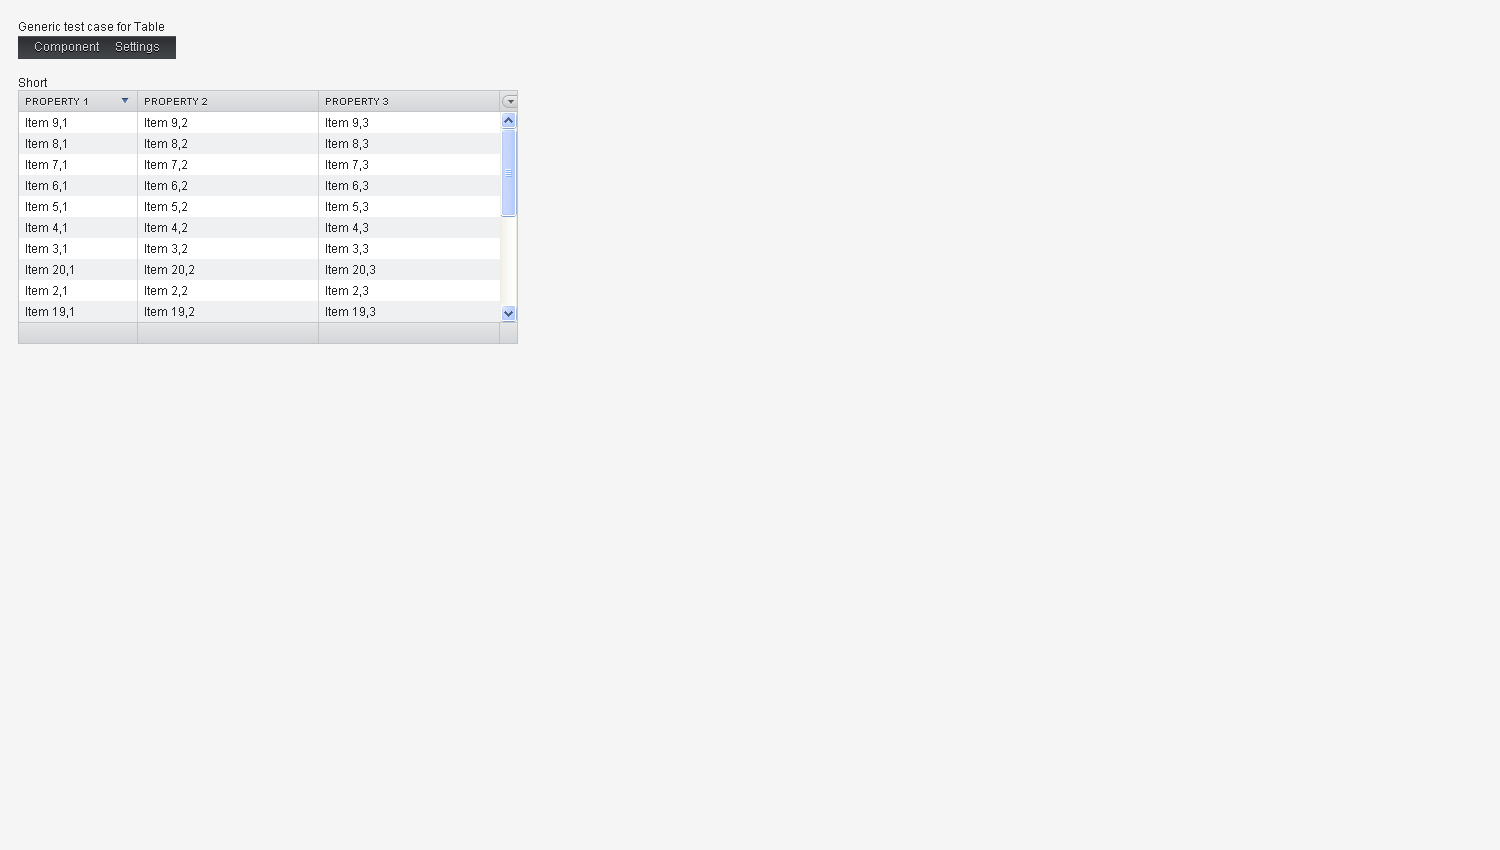 Generic test case for Table
Component Settings
Short
PROPERTY 1 PROPERTY 2 PROPERTY 3
Item 9,1 Item 9,2 Item 9,3
Item 8,1 Item 8,2 Item 8,3
Item 7,1 Item 7,2 Item 7,3
Item 6,1 Item 6,2 Item 6,3
Item 5,1 Item 5,2 Item 5,3
Item 4,1 Item 4,2 Item 4,3
Item 3,1 Item 3,2 Item 3,3
Item 20,1 Item 20,2 Item 20,3
Item 2,1 Item 2,2 Item 2,3
Item 19,1 Item 19,2 Item 19,3